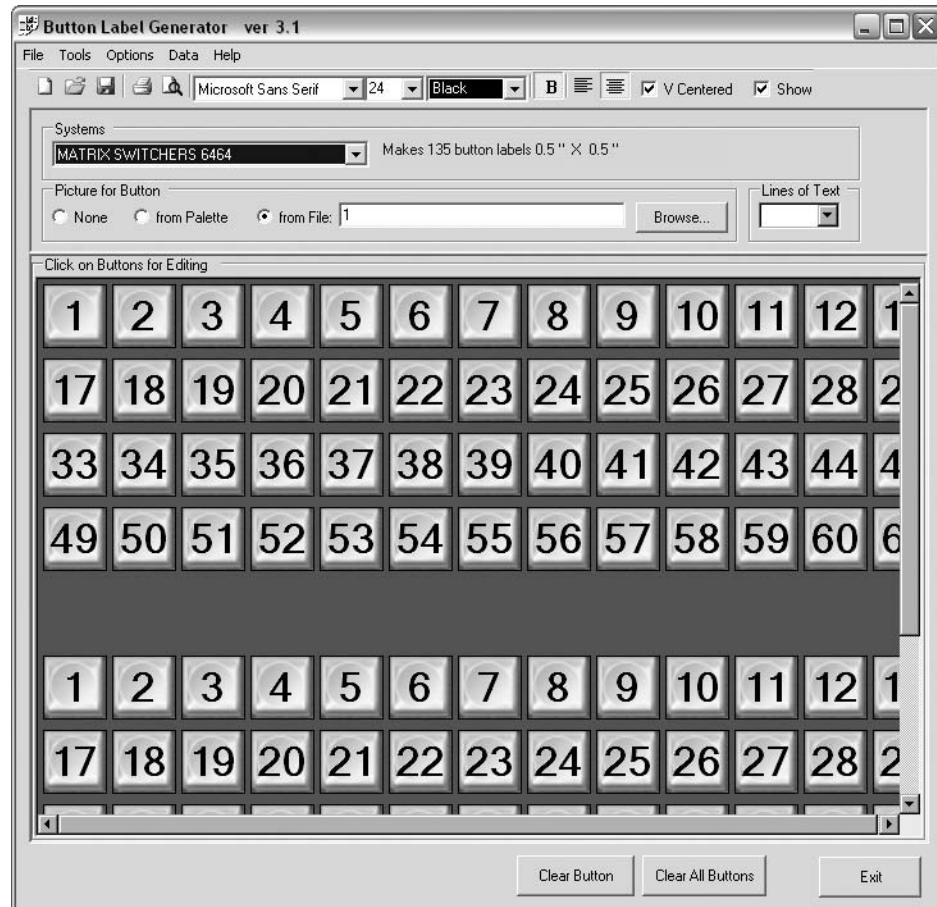 Button Label Generator ver 3.1
File Tools Options Data Help
Microsoft Sans Serif 24 Black B V Centered Show
Systems
MATRIX SWITCHERS 6464 Makes 135 button labels 0.5 " X 0.5 "
Picture for Button Lines of Text
None from Palette from File: 1 Browse...
Click on Buttons for Editing
1 2 3 4 5 6 7 8 9 10 11 12 1
17 18 19 20 21 22 23 24 25 26 27 28 2
33 34 35 36 37 38 39 40 41 42 43 44 4
49 50 51 52 53 54 55 56 57 58 59 60 6
1 2 3 4 5 6 7 8 9 10 11 12 1
17 18 19 20 21 22 23 24 25 26 27 28 2
Clear Button Clear All Buttons Exit